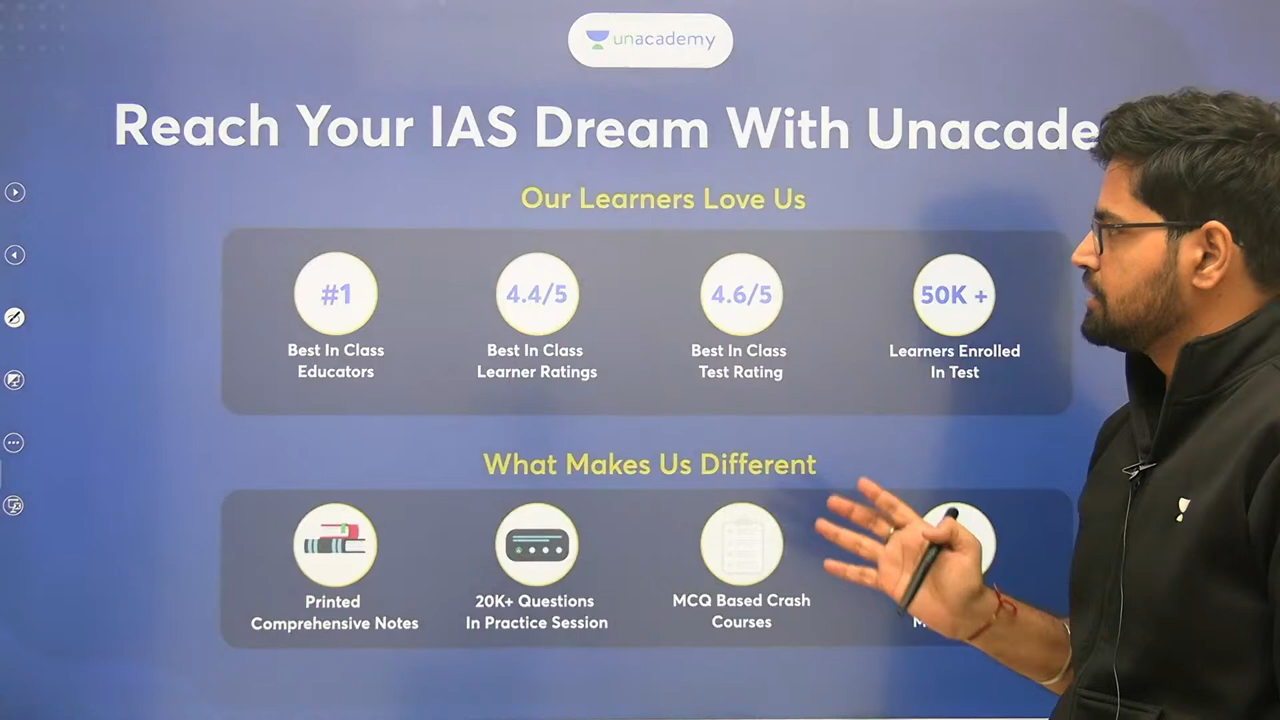 unacademy
Reach Your IAS Dream With Unacade
Our Learners Love Us
#1
4.4/5
4.6/5
50K +
Best In Class
Educators
Best In Class
Learner Ratings
Best In Class
Test Rating
Learners Enrolled
In Test
What Makes Us Different
Printed
Comprehensive Notes
20K+ Questions
In Practice Session
MCQ Based Crash
Courses